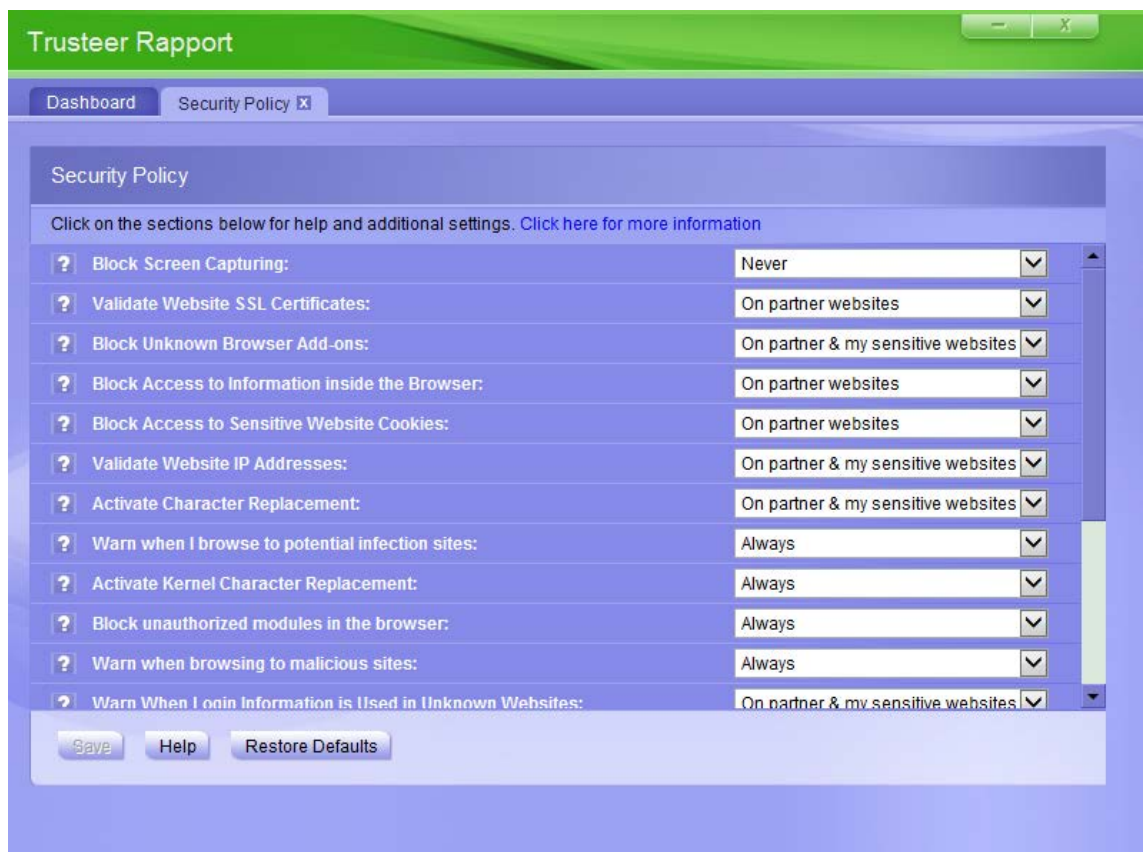 Trusteer Rapport
Dashboard
Security Policy
Security Policy
Click on the sections below for help and additional settings. Click here for more information
? Block Screen Capturing: Never
? Validate Website SSL Certificates: On partner websites
? Block Unknown Browser Add-ons: On partner & my sensitive websites
? Block Access to Information inside the Browser: On partner websites
? Block Access to Sensitive Website Cookies: On partner websites
? Validate Website IP Addresses: On partner & my sensitive websites
? Activate Character Replacement: On partner & my sensitive websites
? Warn when I browse to potential infection sites: Always
? Activate Kernel Character Replacement: Always
? Block unauthorized modules in the browser: Always
? Warn when browsing to malicious sites: Always
? Warn When Login Information is Used in Unknown Websites: On partner & my sensitive websites
Save Help Restore Defaults